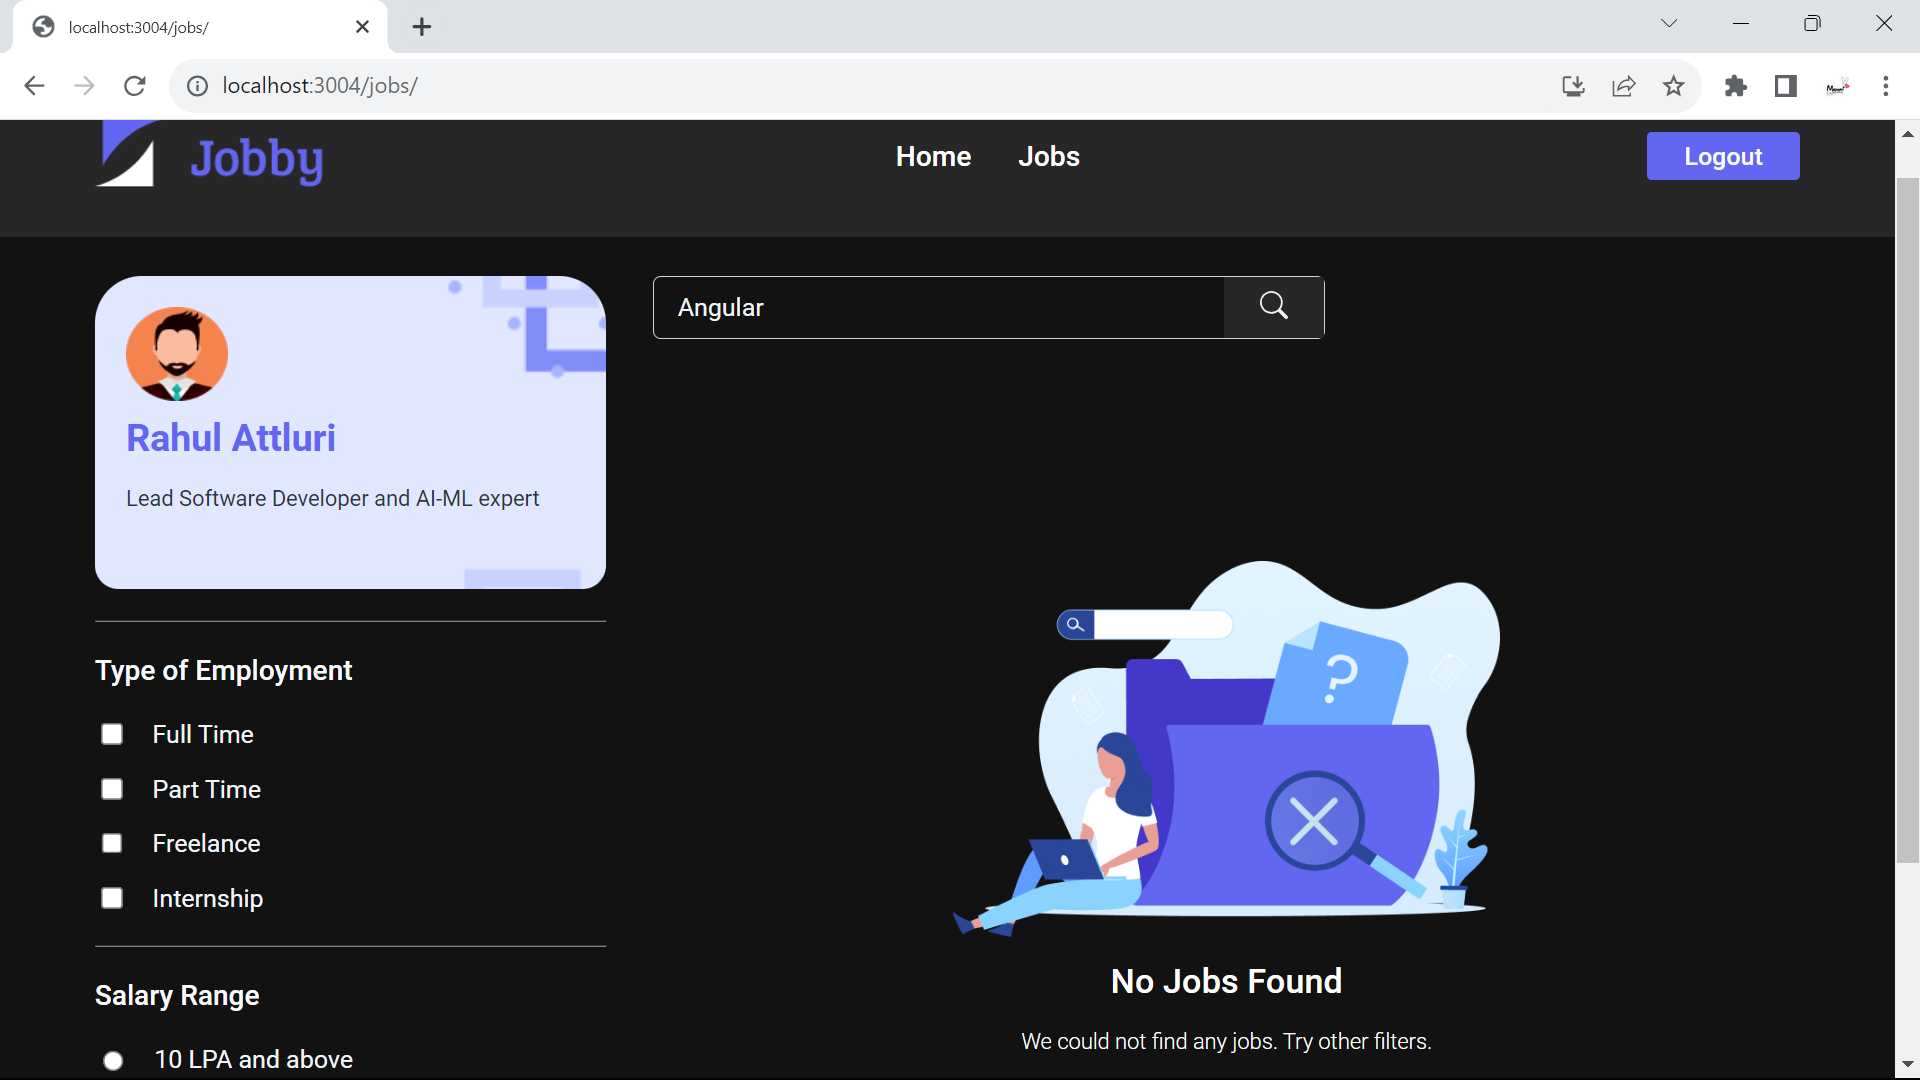 localhost:3004/jobs/
localhost:3004/jobs/
Jobby
Home
Jobs
Logout
Angular
Rahul Attluri
Lead Software Developer and AI-ML expert
Type of Employment
Full Time
Part Time
Freelance
Internship
Salary Range
10 LPA and above
?
No Jobs Found
We could not find any jobs. Try other filters.